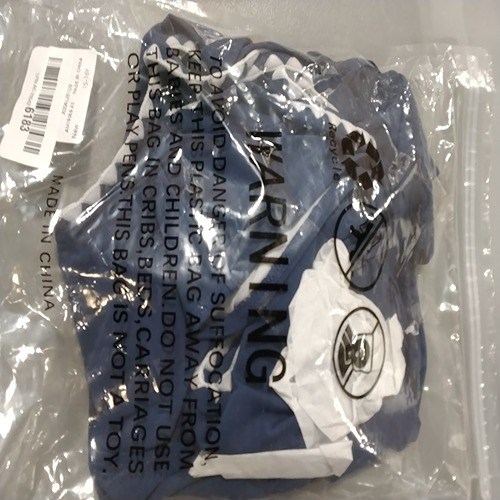 WARNING
TO AVOID DANGER OF SUFFOCATION,
KEEP THIS PLASTIC BAG AWAY FROM
BABIES AND CHILDREN. DO NOT USE
THIS BAG IN CRIBS,BEDS,CARRIAGES
OR PLAY PENS.THIS BAG IS NOT A TOY.
MADE IN CHINA
Recycle
6183